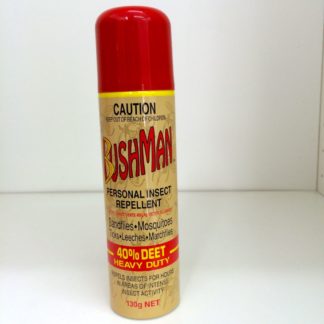 CAUTION
KEEP OUT OF REACH OF CHILDREN
BUSHMAN
PERSONAL INSECT
REPELLENT
Sandflies•Mosquitoes
Ticks•Leeches•Marchflies
40% DEET
HEAVY DUTY
REPELS INSECTS FOR HOURS
IN AREAS OF INTENSE
INSECT ACTIVITY
130g NET